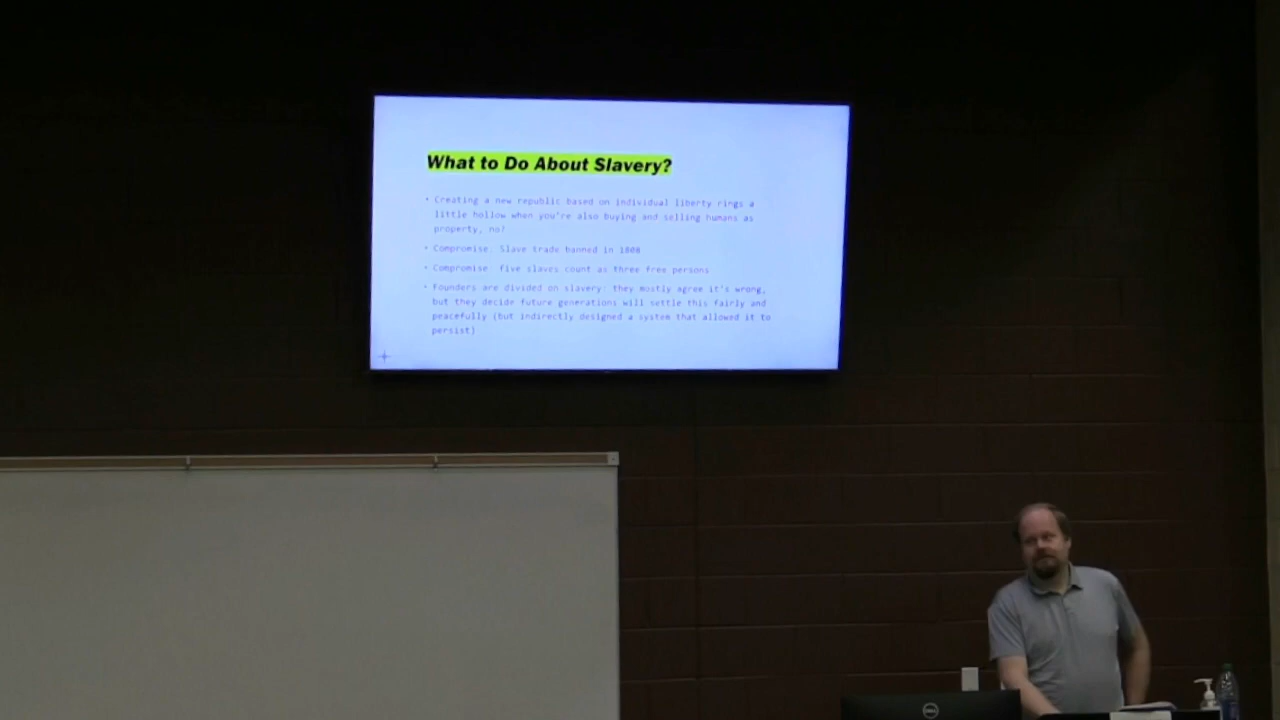 What to Do About Slavery?
• Creating a new republic based on individual liberty rings a
little hollow when you're also buying and selling humans as
property, no?
• Compromise: Slave trade banned in 1808
• Compromise: five slaves count as three free persons
• Founders are divided on slavery: they mostly agree it's wrong,
but they decide future generations will settle this fairly and
peacefully (but indirectly designed a system that allowed it to
persist)
DELL